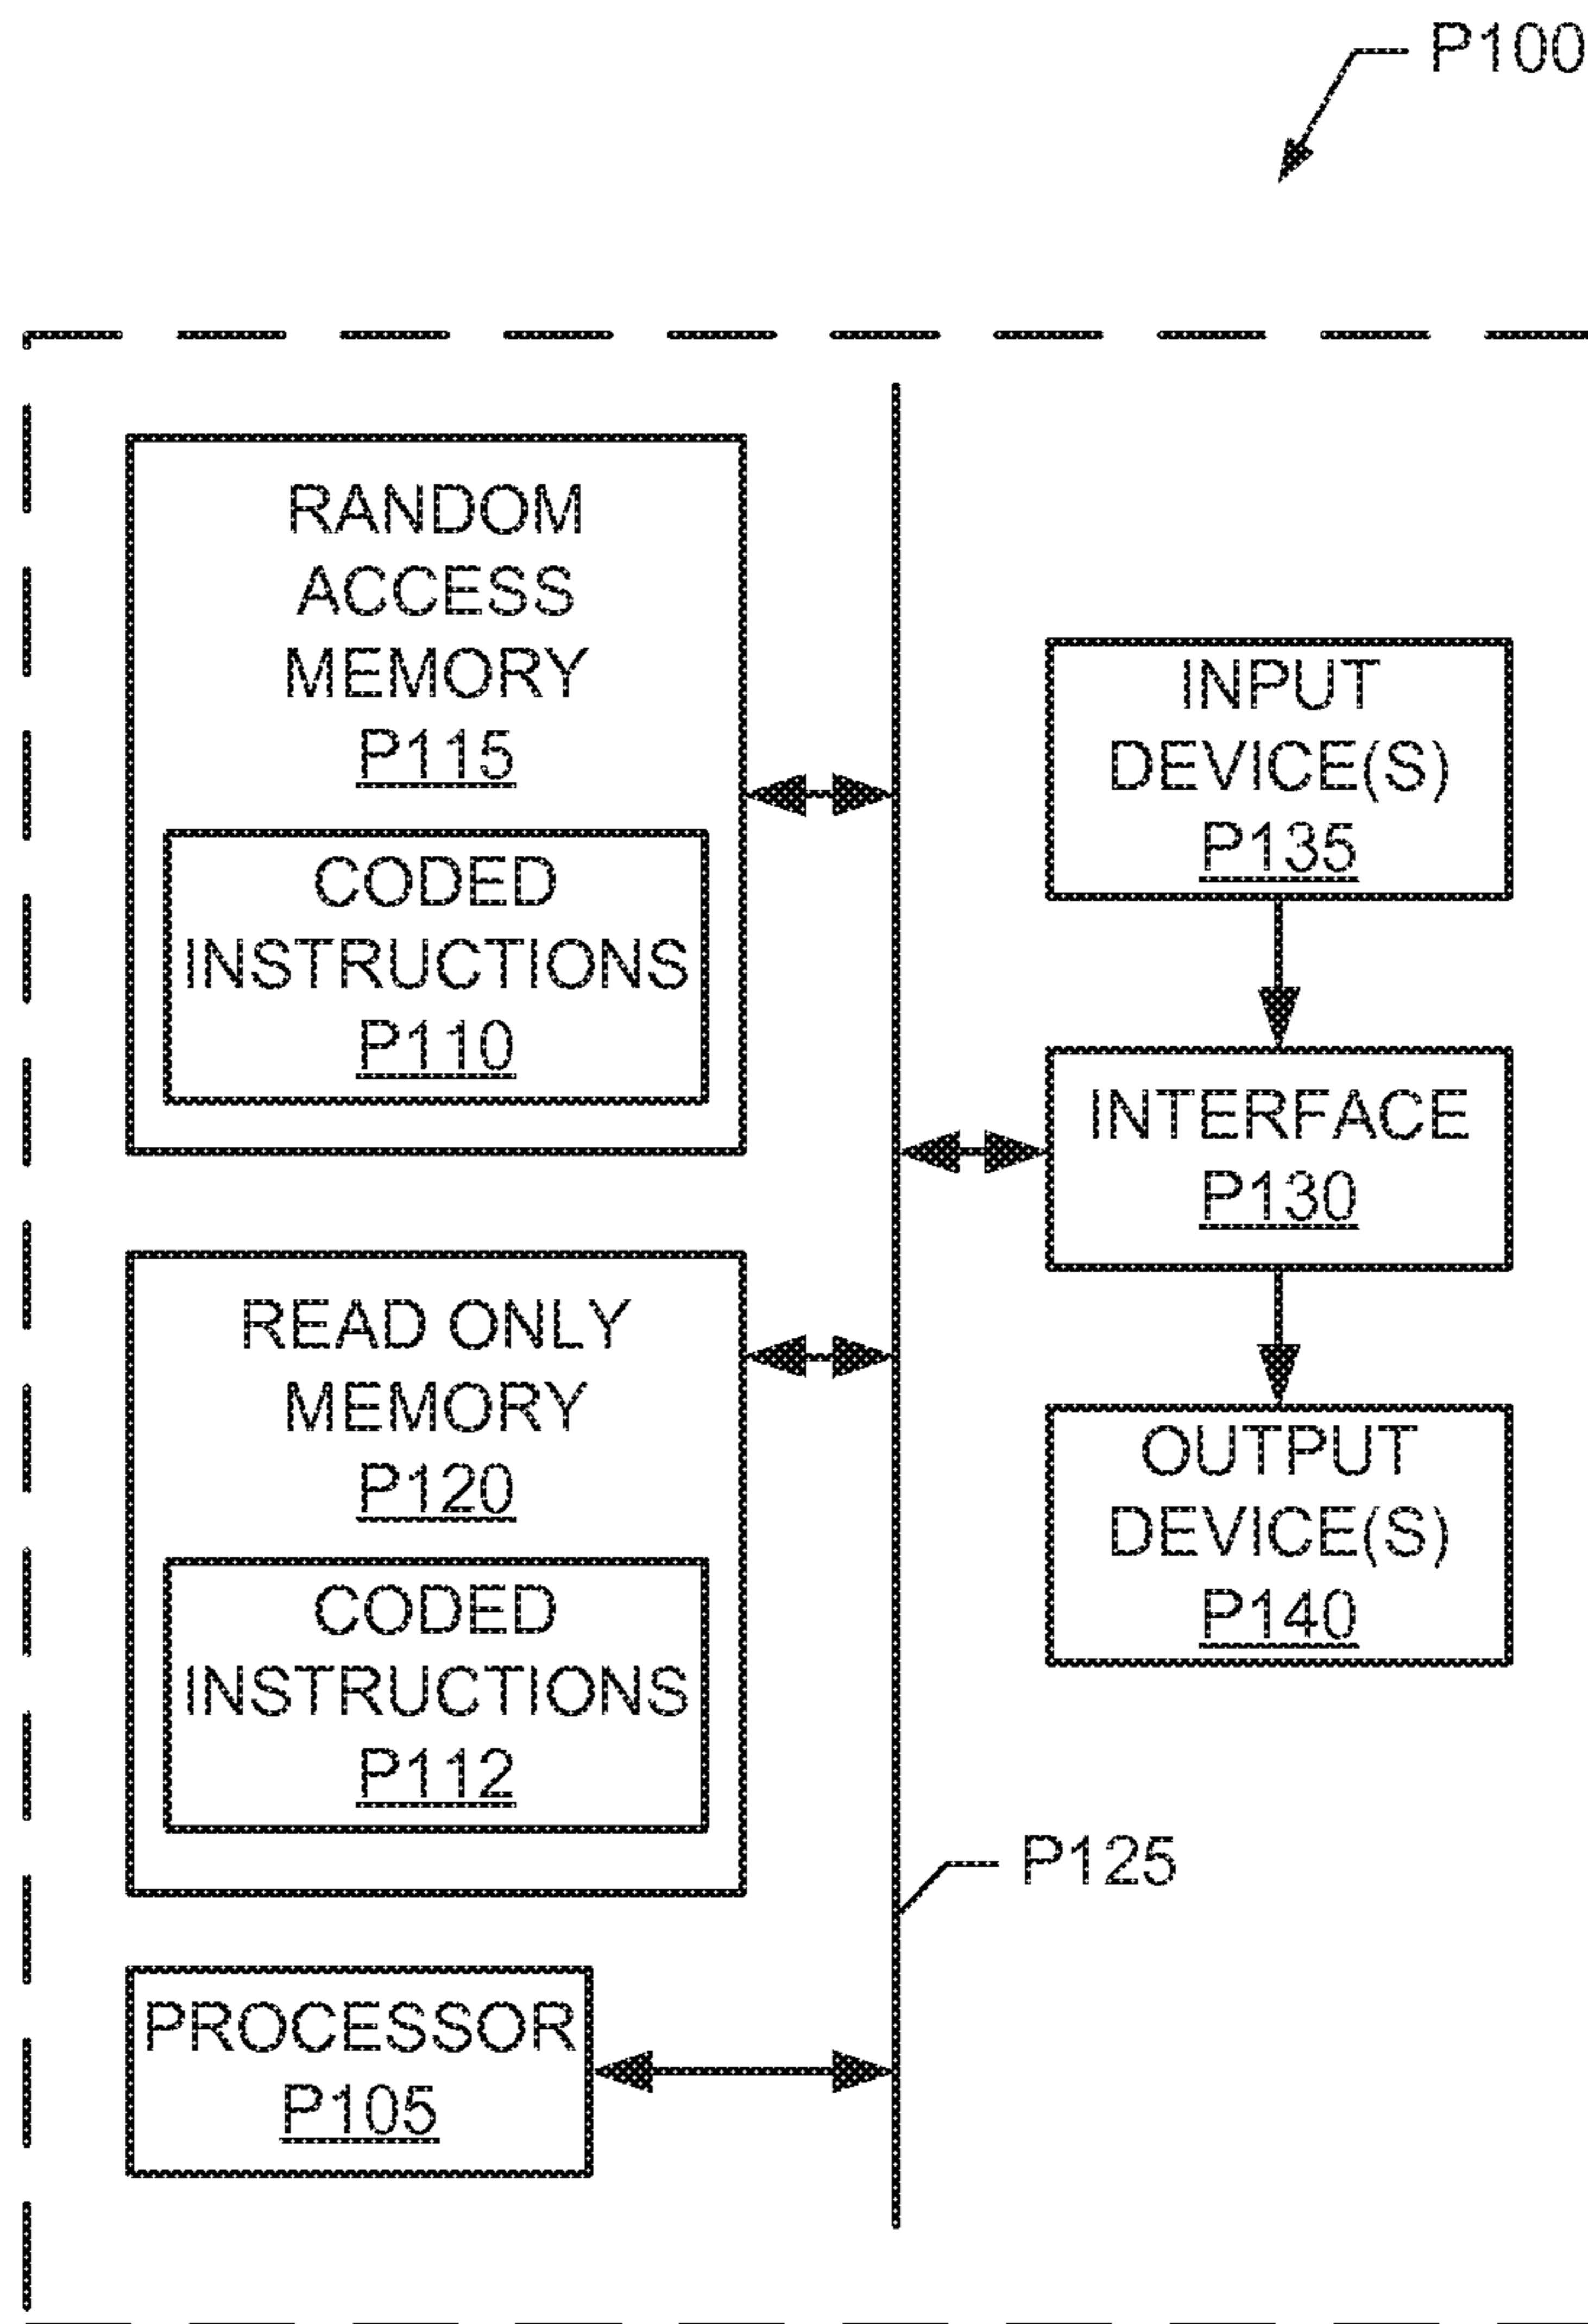 P100
RANDOM
ACCESS
MEMORY
P115
CODED
INSTRUCTIONS
P110
READ ONLY
MEMORY
P120
CODED
INSTRUCTIONS
P112
PROCESSOR
P105
INPUT
DEVICE(S)
P135
INTERFACE
P130
OUTPUT
DEVICE(S)
P140
P125